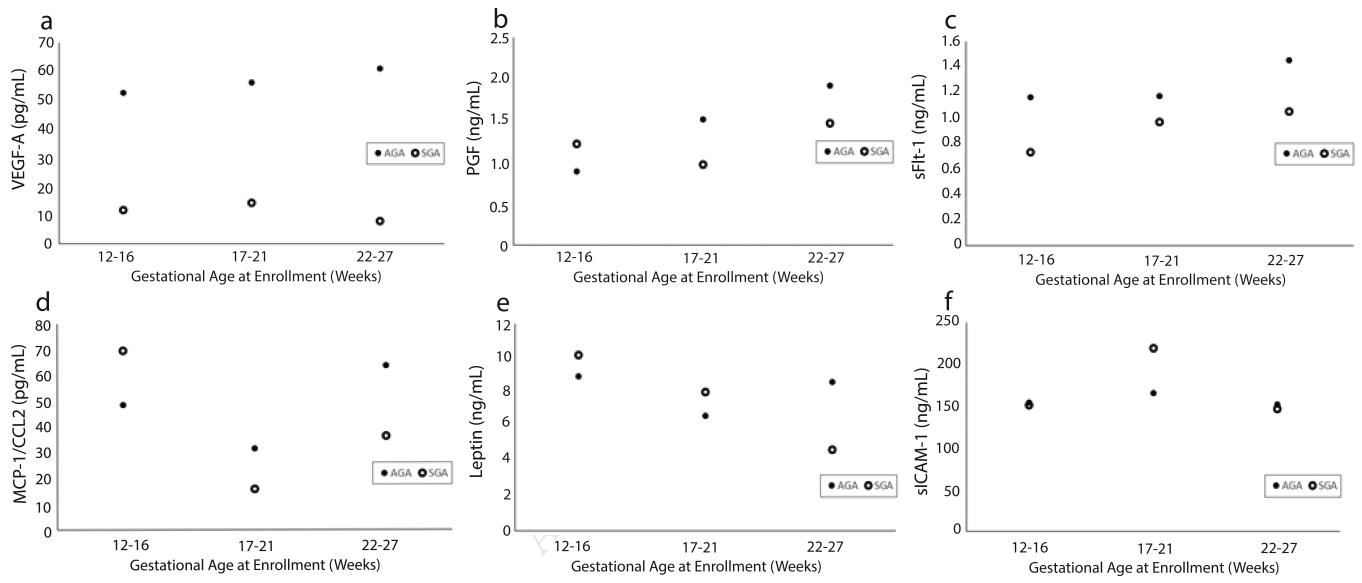 a
70
60
50
40
30
20
10
0
VEGF-A (pg/mL)
AGA SGA
12-16 17-21 22-27
Gestational Age at Enrollment (Weeks)
b
2.5
2.0
1.5
1.0
0.5
0
PGF (ng/mL)
AGA SGA
12-16 17-21 22-27
Gestational Age at Enrollment (Weeks)
c
1.6
1.4
1.2
1.0
0.8
0.6
0.4
0.2
0
sFlt-1 (ng/mL)
AGA SGA
12-16 17-21 22-27
Gestational Age at Enrollment (Weeks)
d
80
70
60
50
40
30
20
10
0
MCP-1/CCL2 (pg/mL)
AGA SGA
12-16 17-21 22-27
Gestational Age at Enrollment (Weeks)
e
12
10
8
6
4
2
0
Leptin (ng/mL)
AGA SGA
12-16 17-21 22-27
Gestational Age at Enrollment (Weeks)
f
250
200
150
100
50
0
sICAM-1 (ng/mL)
AGA SGA
12-16 17-21 22-27
Gestational Age at Enrollment (Weeks)